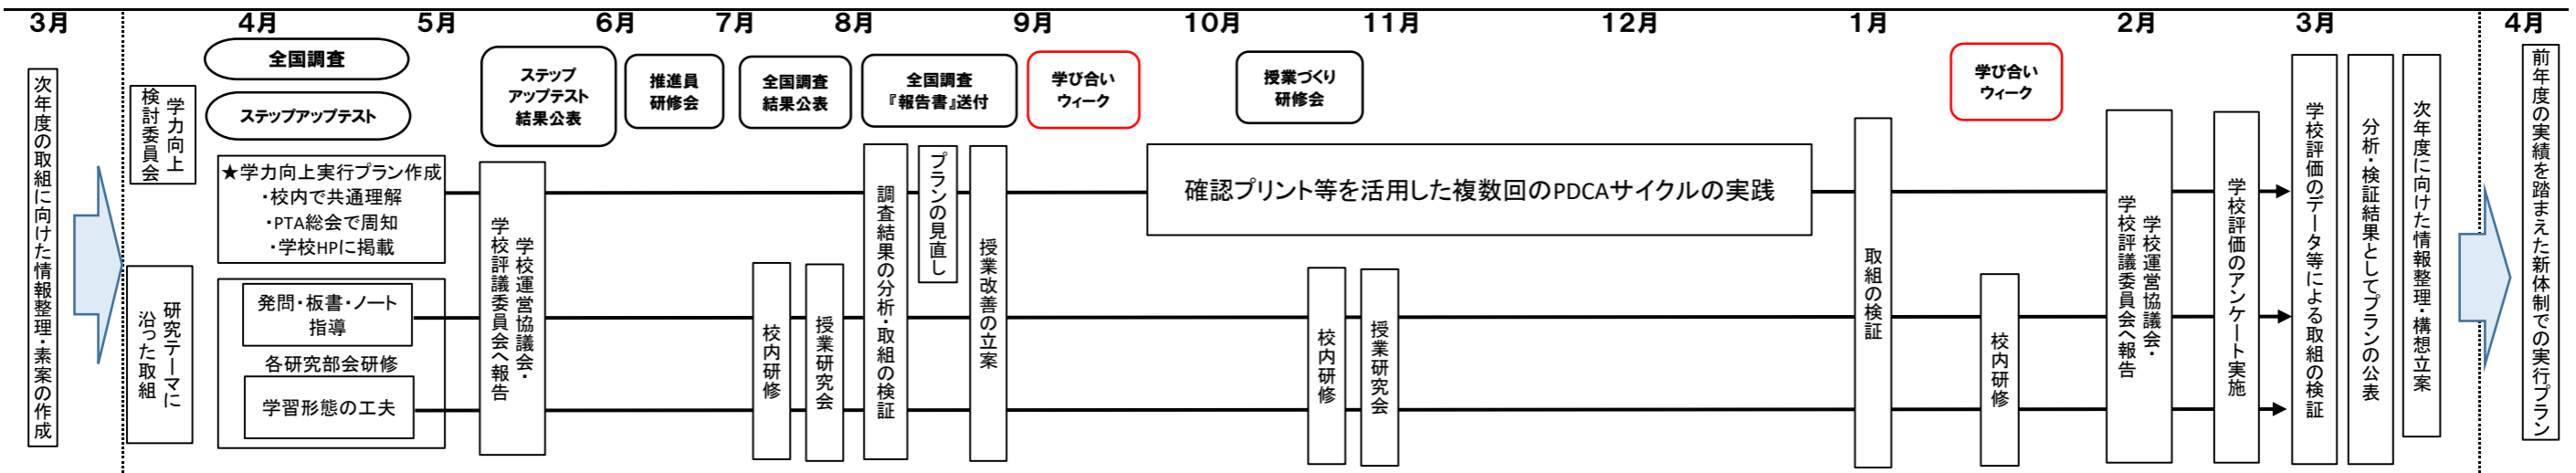 3月
4月
5月
6月
7月
8月
9月
10月
11月
12月
1月
2月
3月
4月
次年度の取組に向けた情報整理・素案の作成
学力向上
検討委員会
研究テーマに
沿った取組
全国調査
ステップアップテスト
★学力向上実行プラン作成
・校内で共通理解
・PTA総会で周知
・学校HPに掲載
発問・板書・ノート
指導
各研究部会研修
学習形態の工夫
ステップ
アップテスト
結果公表
学校運営協議会・
学校評議委員会へ報告
推進員
研修会
全国調査
結果公表
校内研修
授業研究会
全国調査
『報告書』送付
調査結果の分析・取組の検証
プランの見直し
授業改善の立案
学び合い
ウィーク
確認プリント等を活用した複数回のPDCAサイクルの実践
授業づくり
研修会
校内研修
授業研究会
取組の検証
学び合い
ウィーク
校内研修
学校運営協議会・
学校評議委員会へ報告
学校評価のアンケート実施
学校評価のデータ等による取組の検証
分析・検証結果としてプランの公表
次年度に向けた情報整理・構想立案
前年度の実績を踏まえた新体制での実行プラン